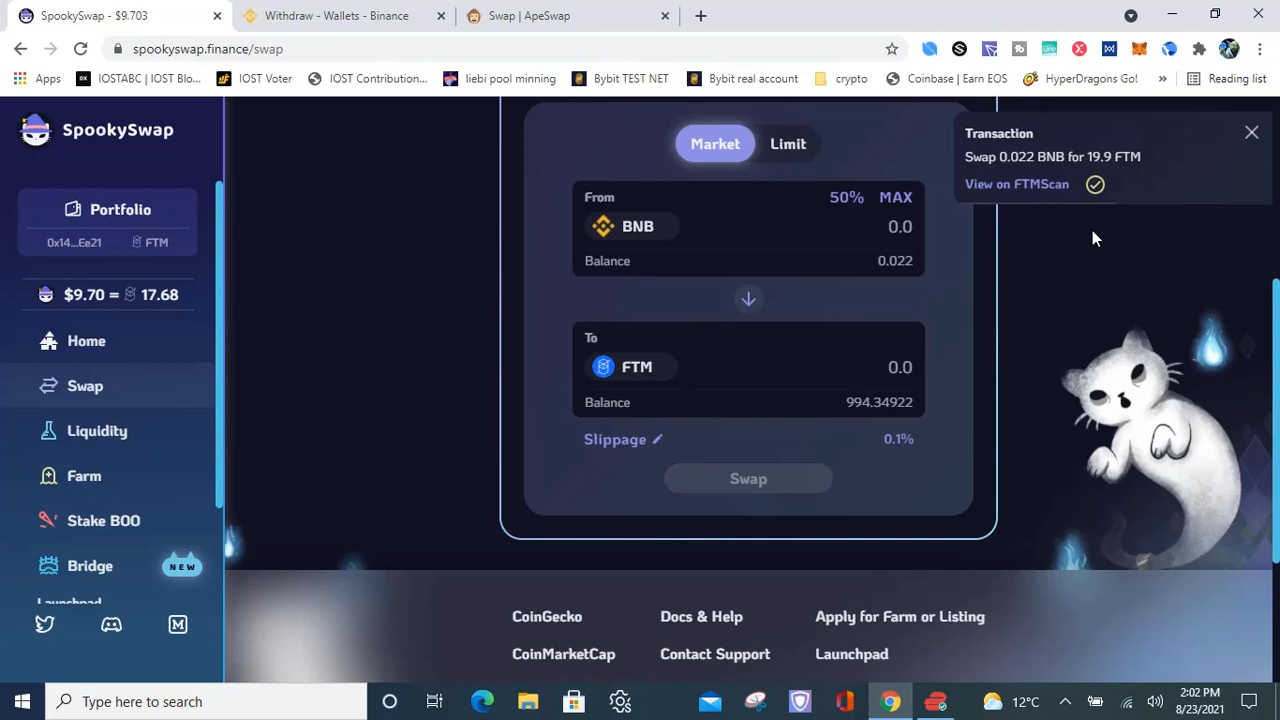 SpookySwap - $9.703
Withdraw - Wallets - Binance
Swap | ApeSwap
spookyswap.finance/swap
Apps
IOSTABC | IOST Blo...
IOST Voter
IOST Contribution...
liebi pool minning
Bybit TEST NET
Bybit real account
crypto
Coinbase | Earn EOS
HyperDragons Go!
»
Reading list
SpookySwap
Portfolio
0x14...Ee21 FTM
$9.70 = 17.68
Home
Swap
Liquidity
Farm
Stake BOO
Bridge NEW
Launchpad
Market Limit
From 50% MAX
BNB 0.0
Balance 0.022
To
FTM 0.0
Balance 994.34922
Slippage 0.1%
Swap
Transaction
Swap 0.022 BNB for 19.9 FTM
View on FTMScan
CoinGecko Docs & Help Apply for Farm or Listing
CoinMarketCap Contact Support Launchpad
Type here to search
12°C
2:02 PM
8/23/2021